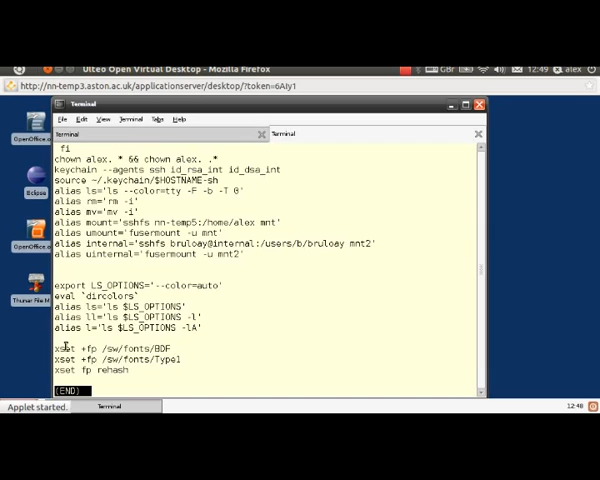 Ulteo Open Virtual Desktop - Mozilla Firefox
GBr
12:49
alex
http://nn-temp3.aston.ac.uk/applicationserver/desktop/?token=6AIy1
Terminal
File Edit View Terminal Tabs Help
Terminal
Terminal
OpenOffice.o
Eclipse
OpenOffice.o
Thunar File M
fi
chown alex. * && chown alex. .*
keychain --agents ssh id_rsa_int id_dsa_int
source ~/.keychain/$HOSTNAME-sh
alias ls='ls --color=tty -F -b -T 0'
alias rm='rm -i'
alias mv='mv -i'
alias mount='sshfs nn-temp5:/home/alex mnt'
alias umount='fusermount -u mnt'
alias internal='sshfs bruloay@internal:/users/b/bruloay mnt2'
alias uinternal='fusermount -u mnt2'
export LS_OPTIONS='--color=auto'
eval `dircolors`
alias ls='ls $LS_OPTIONS'
alias ll='ls $LS_OPTIONS -l'
alias l='ls $LS_OPTIONS -lA'
xset +fp /sw/fonts/BDF
xset +fp /sw/fonts/Type1
xset fp rehash
(END)
Applet started.
Terminal
12:48